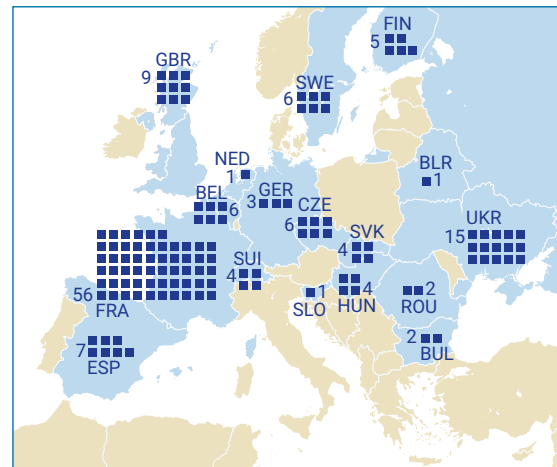 FIN
5
GBR
9
SWE
6
NED
1
BLR
1
BEL
6
GER
3
CZE
6
UKR
15
SVK
4
SUI
4
56
FRA
1
SLO
4
HUN
2
ROU
7
ESP
2
BUL